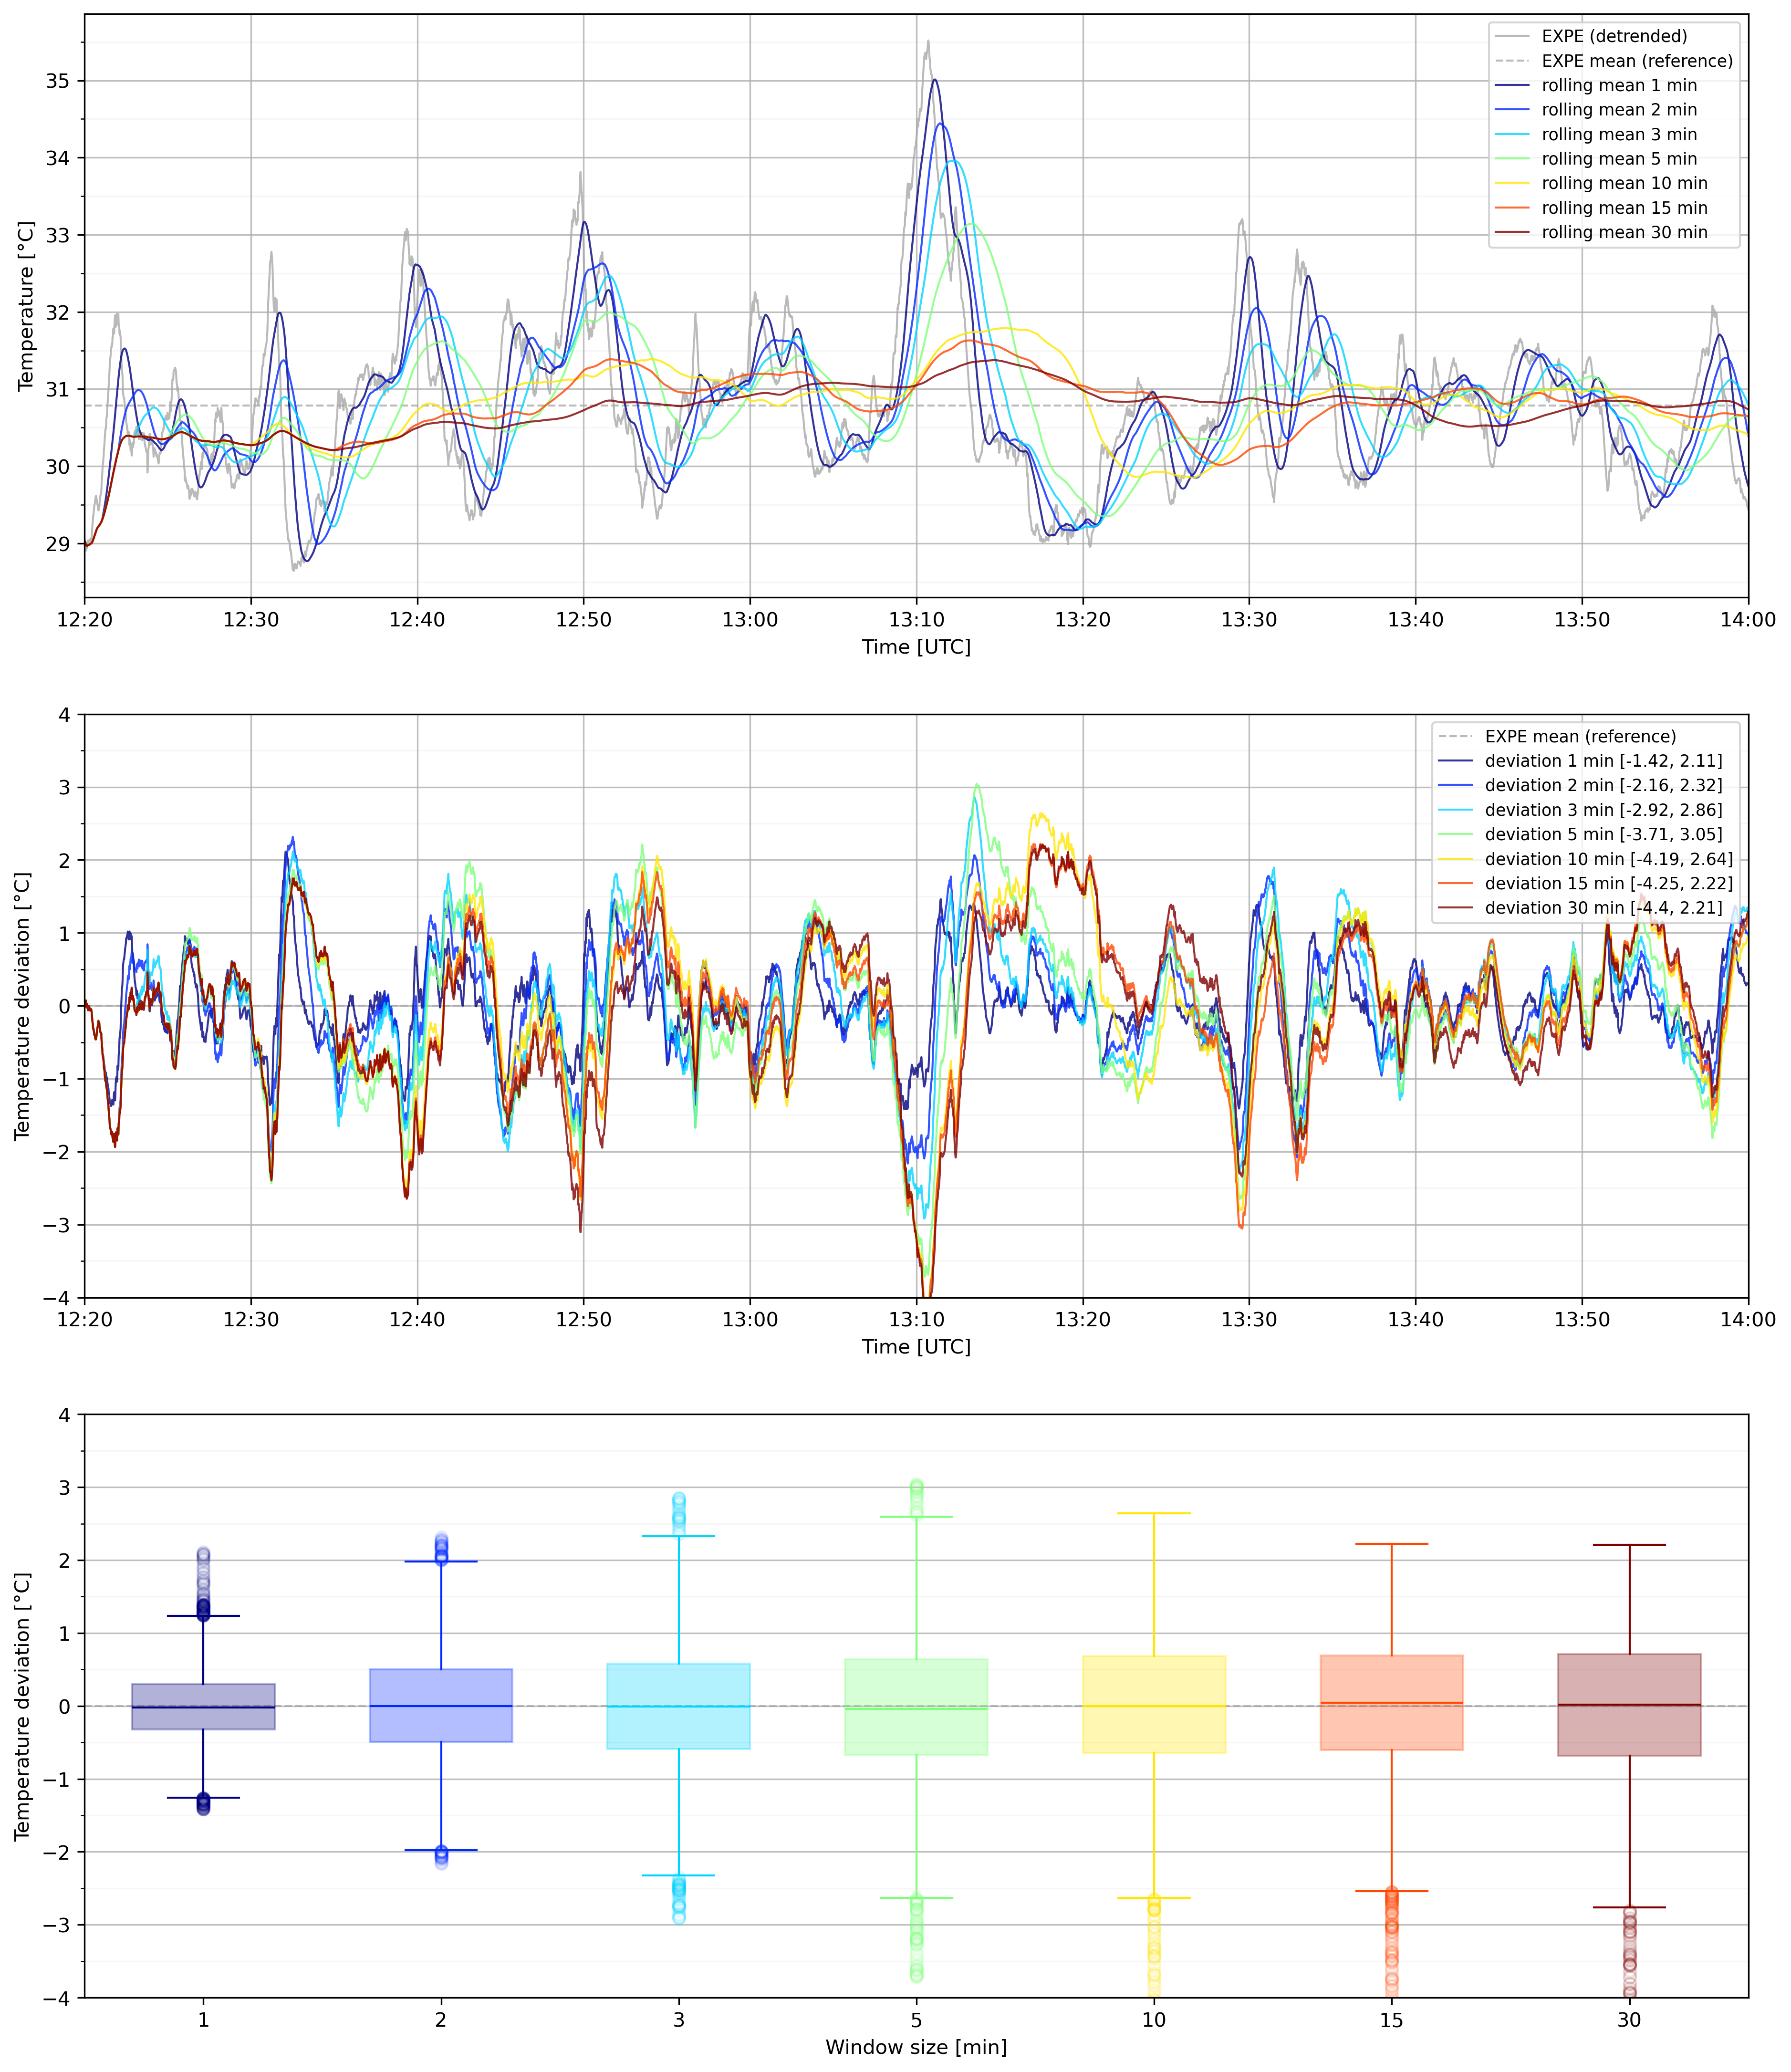 EXPE (detrended)
EXPE mean (reference)
rolling mean 1 min
rolling mean 2 min
rolling mean 3 min
rolling mean 5 min
rolling mean 10 min
rolling mean 15 min
rolling mean 30 min
Temperature [°C]
35
34
33
32
31
30
29
12:20 12:30 12:40 12:50 13:00 13:10 13:20 13:30 13:40 13:50 14:00
Time [UTC]
EXPE mean (reference)
deviation 1 min [-1.42, 2.11]
deviation 2 min [-2.16, 2.32]
deviation 3 min [-2.92, 2.86]
deviation 5 min [-3.71, 3.05]
deviation 10 min [-4.19, 2.64]
deviation 15 min [-4.25, 2.22]
deviation 30 min [-4.4, 2.21]
Temperature deviation [°C]
4
3
2
1
0
−1
−2
−3
−4
12:20 12:30 12:40 12:50 13:00 13:10 13:20 13:30 13:40 13:50 14:00
Time [UTC]
Temperature deviation [°C]
4
3
2
1
0
−1
−2
−3
−4
1 2 3 5 10 15 30
Window size [min]